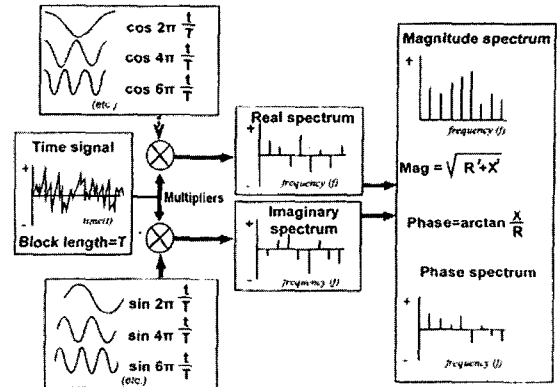 cos 2π t/T
cos 4π t/T
cos 6π t/T
(etc.)
Time signal
+
-
time(t)
Block length=T
Multipliers
sin 2π t/T
sin 4π t/T
sin 6π t/T
(etc.)
Real spectrum
+
-
frequency (f)
Imaginary
spectrum
+
-
frequency (f)
Magnitude spectrum
+
frequency (f)
Mag = √R²+X²
Phase=arctan X/R
Phase spectrum
+
-
frequency (f)